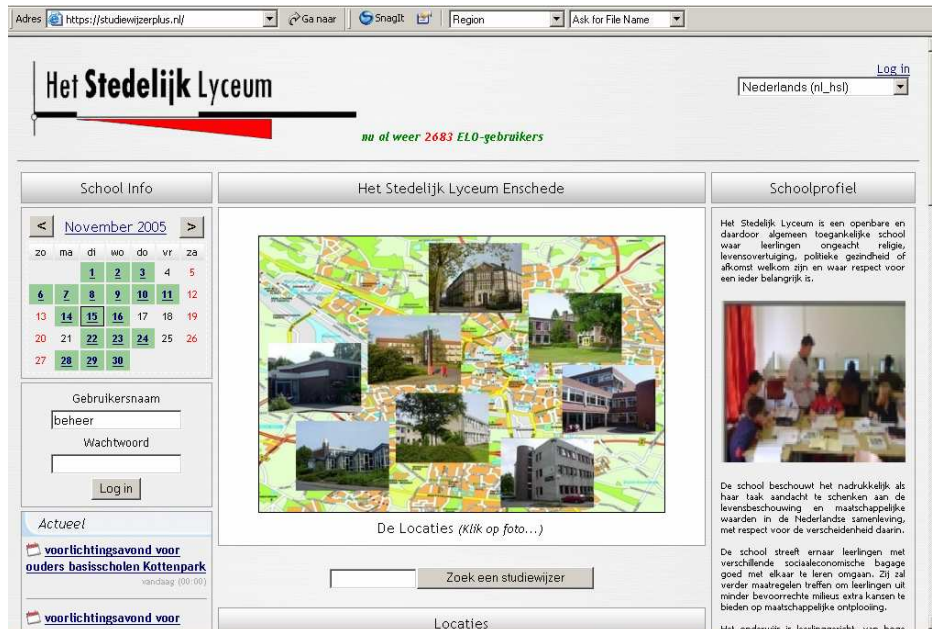 Adres https://studiewijzerplus.nl/ Ga naar SnagIt Region Ask for File Name
Het Stedelijk Lyceum
Log in
Nederlands (nl_hsl)
nu al weer 2683 ELO-gebruikers
School Info
< November 2005 >
zo ma di wo do vr za
1 2 3 4 5
6 7 8 9 10 11 12
13 14 15 16 17 18 19
20 21 22 23 24 25 26
27 28 29 30
Gebruikersnaam
beheer
Wachtwoord
Log in
Actueel
voorlichtingsavond voor
ouders basisscholen Kottenpark
vandaag (00:00)
voorlichtingsavond voor
Het Stedelijk Lyceum Enschede
De Locaties (Klik op foto...)
Zoek een studiewijzer
Locaties
Schoolprofiel
Het Stedelijk Lyceum is een openbare en
daardoor algemeen toegankelijke school
waar leerlingen ongeacht religie,
levensovertuiging, politieke gezindheid of
afkomst welkom zijn en waar respect voor
een ieder belangrijk is.
De school beschouwt het nadrukkelijk als
haar taak aandacht te schenken aan de
levensbeschouwing en maatschappelijke
waarden in de Nederlandse samenleving,
met respect voor de verscheidenheid daarin.
De school streeft ernaar leerlingen met
verschillende sociaaleconomische bagage
goed met elkaar te leren omgaan. Zij zal
verder maatregelen treffen om leerlingen uit
minder bevoorrechte milieus extra kansen te
bieden op maatschappelijke ontplooiing.